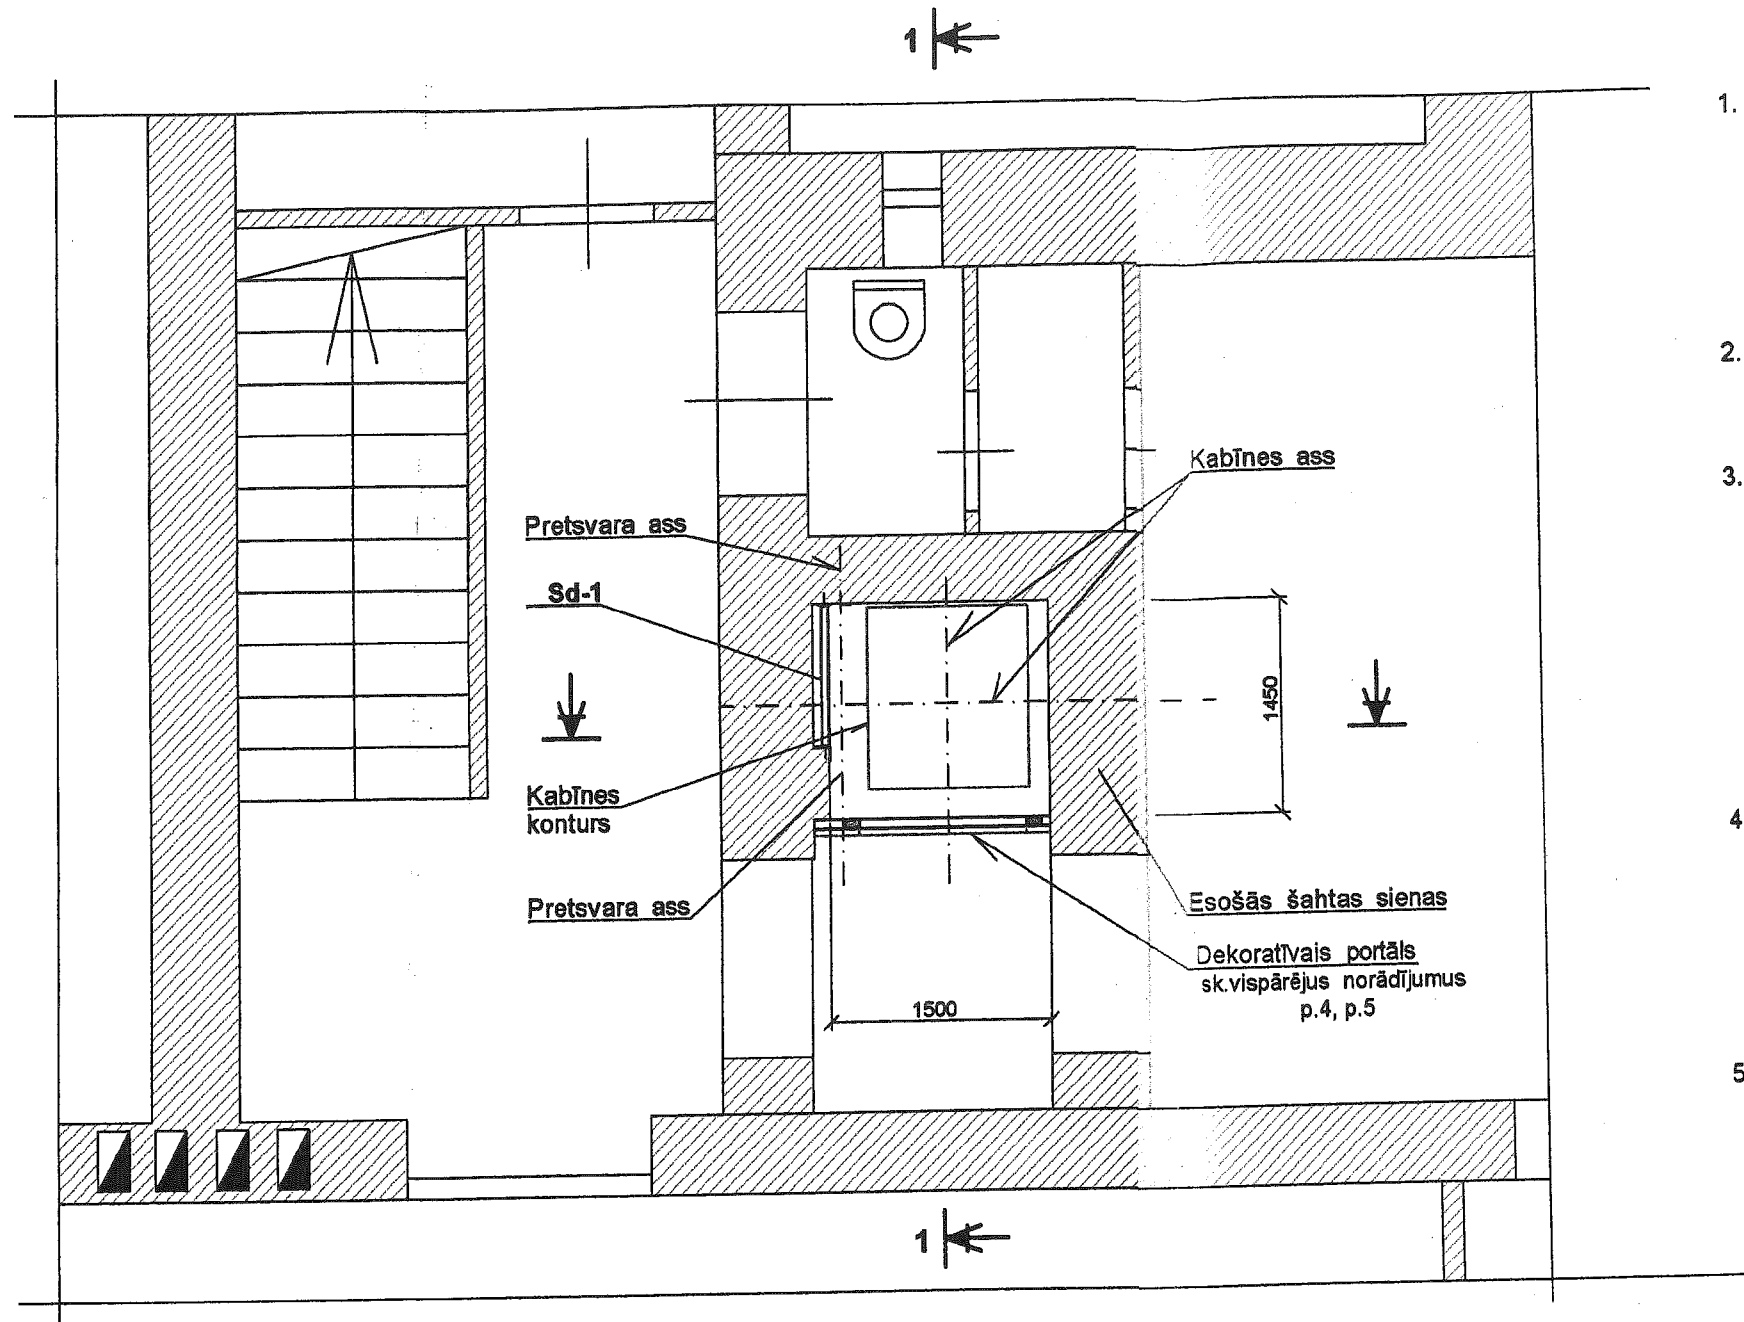 1
1.
2.
Kabīnes ass
3.
Pretsvara ass
Sd-1
1450
Kabīnes
konturs
4
Pretsvara ass
Esošās šahtas sienas
Dekoratīvais portāls
sk.vispārējus norādījumus
p.4, p.5
1500
5
1